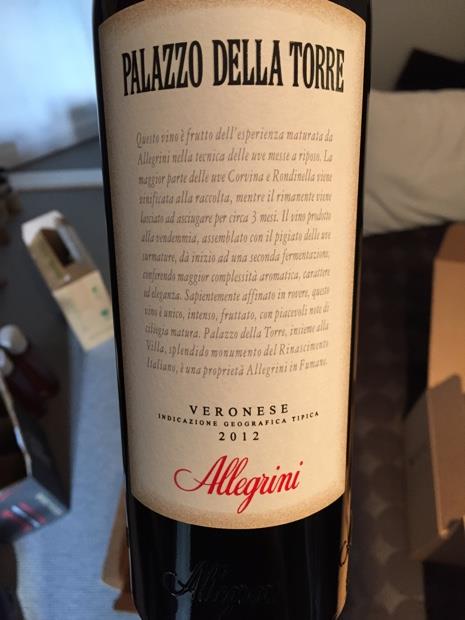 PALAZZO DELLA TORRE
Questo vino è frutto dell'esperienza maturata da
Allegrini nella tecnica delle uve messe a riposo. La
maggior parte delle uve Corvina e Rondinella viene
vinificata alla raccolta, mentre il rimanente viene
lasciato ad asciugare per circa 3 mesi. Il vino prodotto
alla vendemmia, assemblato con il pigiato delle uve
surmature, dà inizio ad una seconda fermentazione,
conferendo maggior complessità aromatica, carattere
ed eleganza. Sapientemente affinato in rovere, questo
vino è unico, intenso, fruttato, con piacevoli note di
ciliegia matura. Palazzo della Torre, insieme alla
Villa, splendido monumento del Rinascimento
Italiano, è una proprietà Allegrini in Fumane.
VERONESE
INDICAZIONE GEOGRAFICA TIPICA
2012
Allegrini
Allegrini